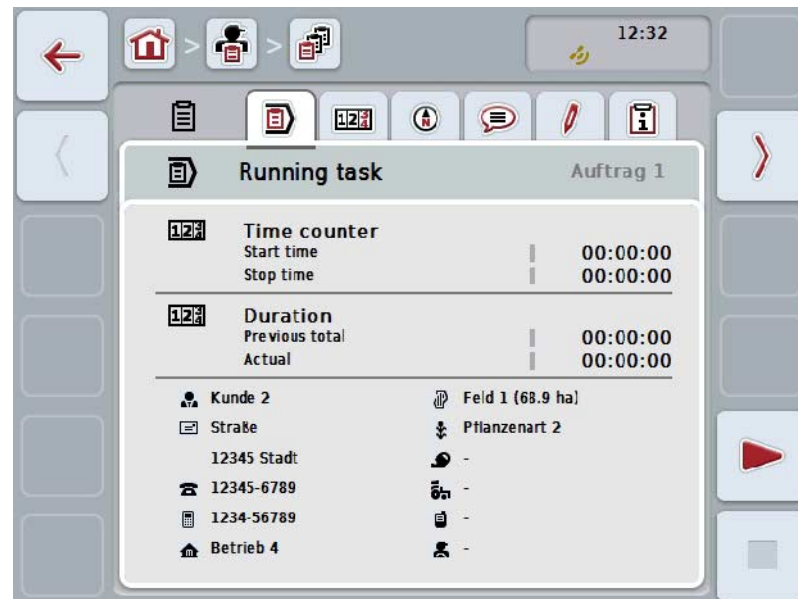 12:32
Running task Auftrag 1
Time counter
Start time 00:00:00
Stop time 00:00:00
Duration
Previous total 00:00:00
Actual 00:00:00
Kunde 2 Feld 1 (68.9 ha)
Straße Pflanzenart 2
12345 Stadt -
12345-6789 -
1234-56789 -
Betrieb 4 -